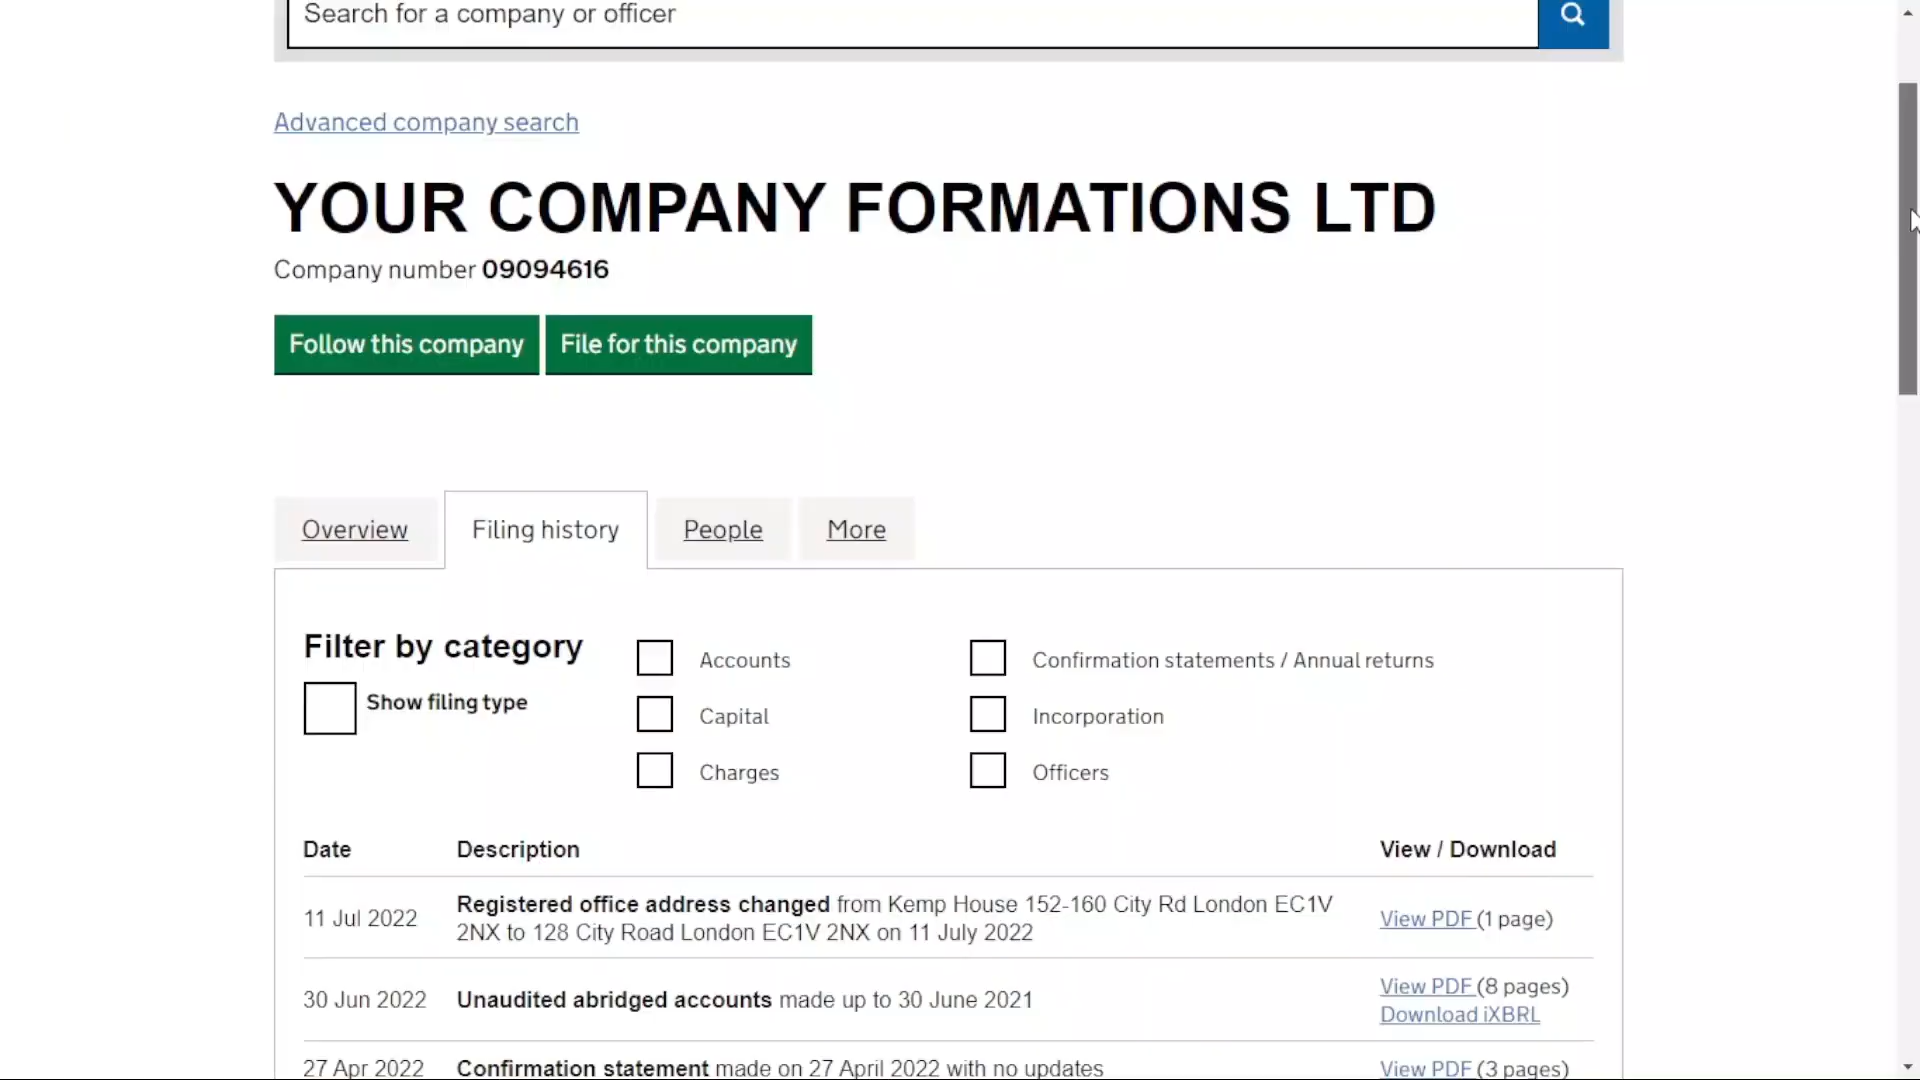 Search for a company or officer
Advanced company search
YOUR COMPANY FORMATIONS LTD
Company number 09094616
Follow this company File for this company
Overview Filing history People More
Filter by category
Show filing type
Accounts Confirmation statements / Annual returns
Capital Incorporation
Charges Officers
Date Description View / Download
11 Jul 2022 Registered office address changed from Kemp House 152-160 City Rd London EC1V
2NX to 128 City Road London EC1V 2NX on 11 July 2022
View PDF (1 page)
30 Jun 2022 Unaudited abridged accounts made up to 30 June 2021
View PDF (8 pages)
Download iXBRL
27 Apr 2022 Confirmation statement made on 27 April 2022 with no updates
View PDF (3 pages)